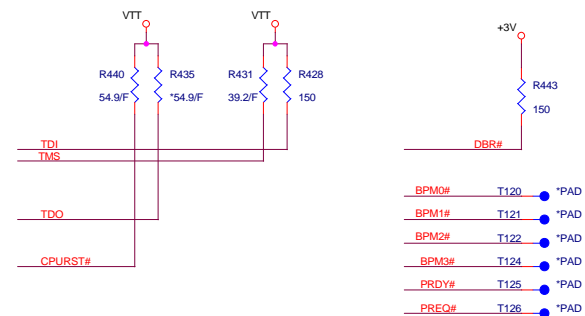 VTT
VTT
+3V
R440
R435
R431
R428
R443
54.9/F
*54.9/F
39.2/F
150
150
TDI
DBR#
TMS
BPM0#
T120
*PAD
BPM1#
T121
*PAD
TDO
BPM2#
T122
*PAD
CPURST#
BPM3#
T124
*PAD
PRDY#
T125
*PAD
PREQ#
T126
*PAD